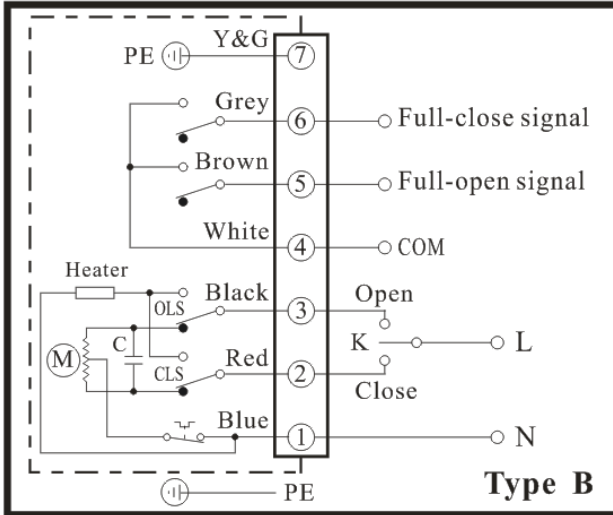 Y&G
PE 7
Grey 6 Full-close signal
Brown 5 Full-open signal
White 4 COM
Heater
OLS Black 3 Open
M C K L
CLS Red 2 Close
Blue 1 N
PE
Type B